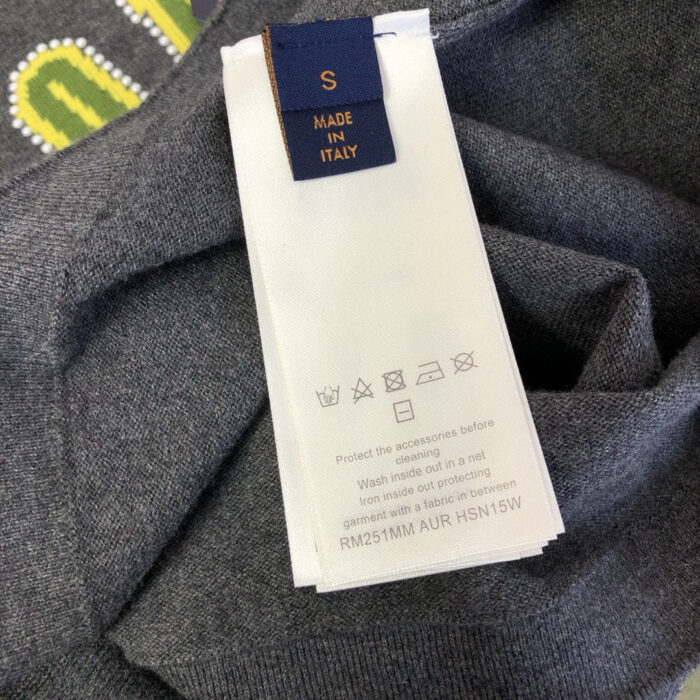 S
MADE
IN
ITALY
Protect the accessories before
cleaning
Wash inside out in a net
Iron inside out protecting
garment with a fabric in between
RM251MM AUR HSN15W